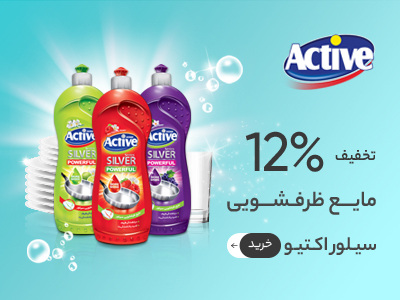 Active
تخفیف 12%
مایع ظرفشویی
سیلور اکتیو
خرید
Active
SILVER
POWERFUL
Active
SILVER
POWERFUL
Active
SILVER
POWERFUL